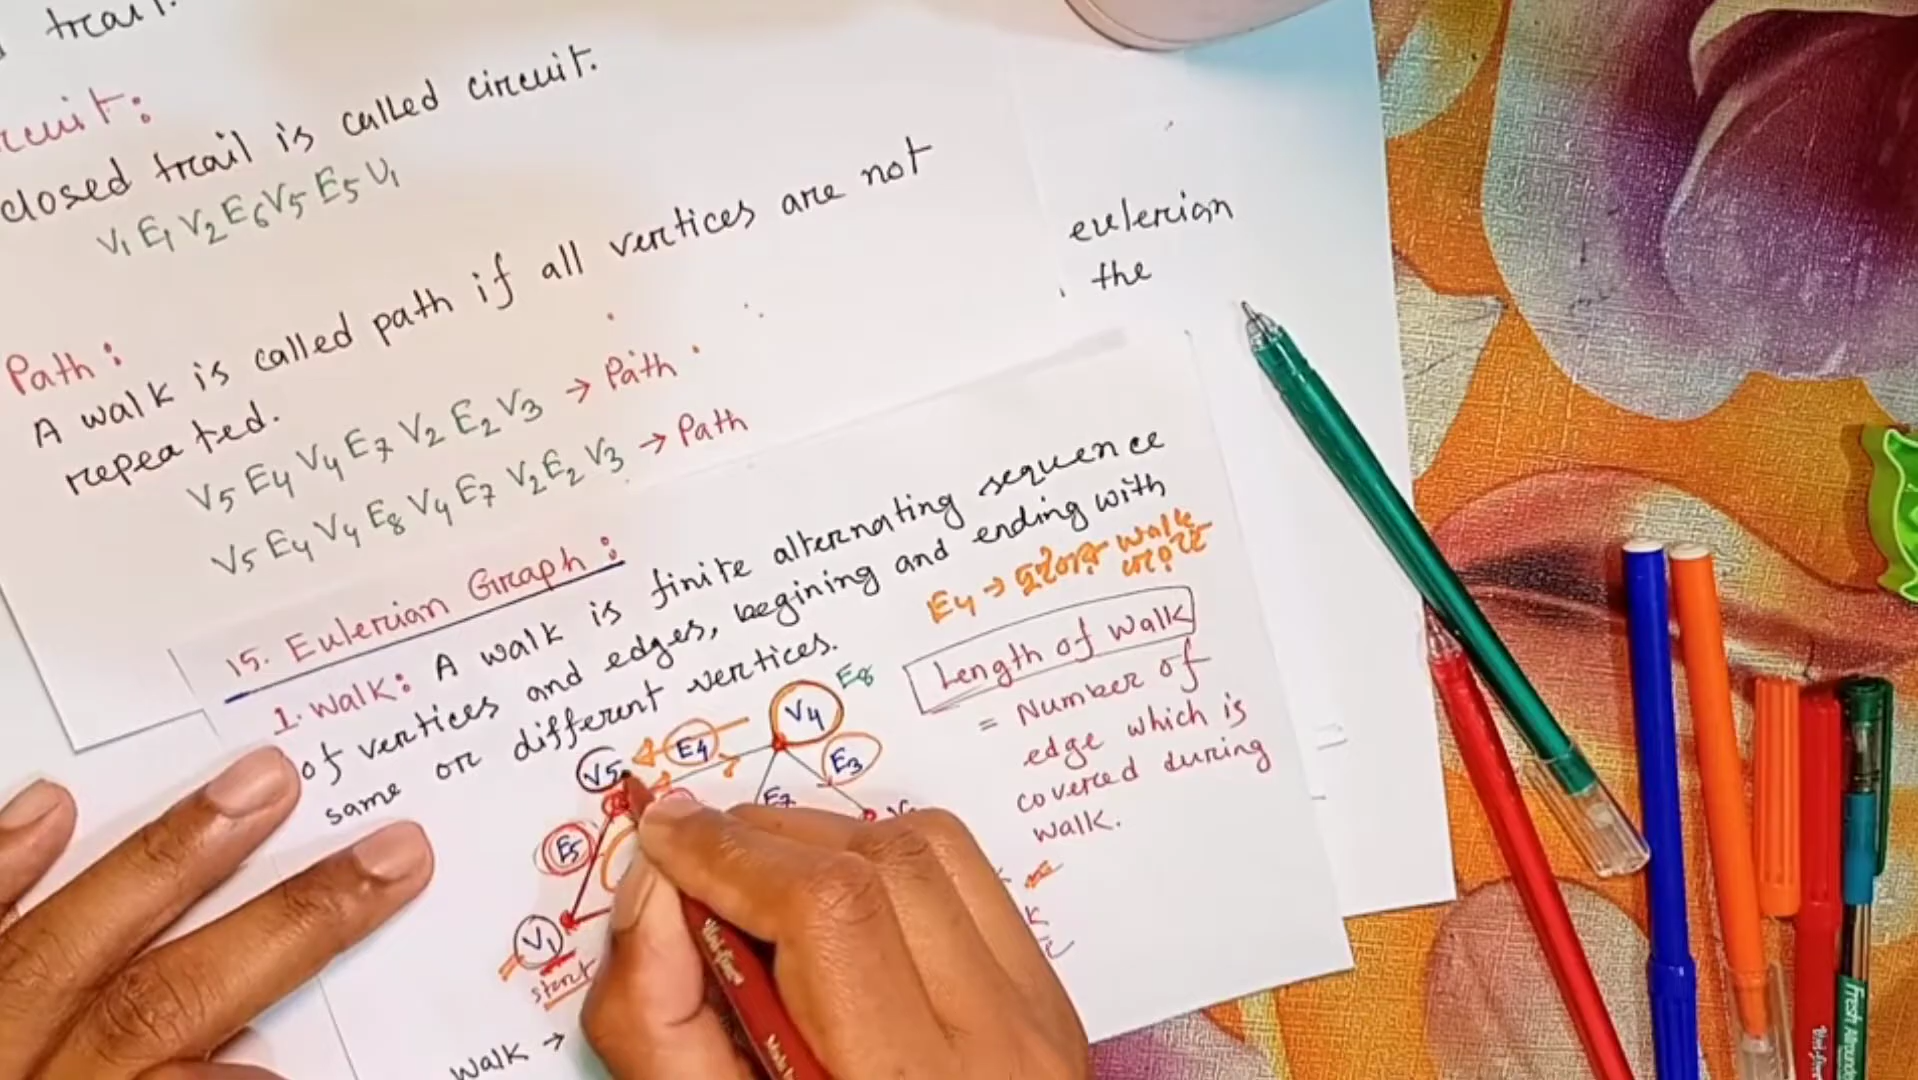 trail.
rcuit:
closed trail is called circuit.
V1 E1 V2 E6 V5 E5 V1
Path:
A walk is called path if all vertices are not
repeated.
V5 E4 V4 E7 V2 E2 V3 → Path
V5 E4 V4 E8 V4 E7 V2 E2 V3 → Path
eulerian
the
15. Eulerian Graph:
1. Walk: A walk is finite alternating sequence
of vertices and edges, begining and ending with
same or different vertices.
E4 → walk
Length of walk
= Number of
edge which is
covered during
walk.
E8
V4
E4
V5
E3
E7
E5
V1
start
walk →
Fresh